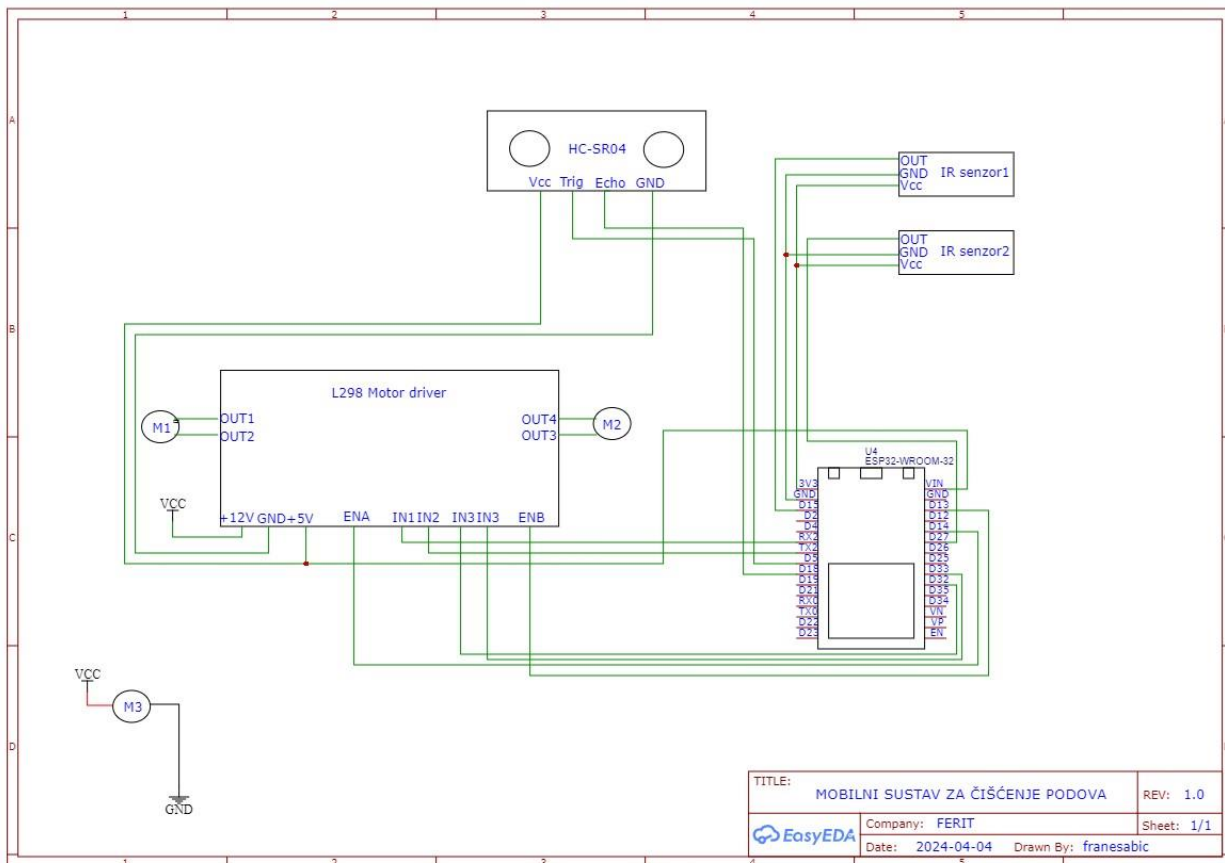 1 2 3 4 5
A
HC-SR04
Vcc Trig Echo GND
OUT
GND IR senzor1
Vcc
OUT
GND IR senzor2
Vcc
B
L298 Motor driver
M1 OUT1
OUT2
OUT4 M2
OUT3
VCC
+12V GND +5V ENA IN1 IN2 IN3 IN3 ENB
U4
ESP32-WROOM-32
3V3 VIN
GND GND
D15 D13
D2 D12
D4 D14
RX2 D27
TX2 D26
D5 D25
D18 D33
D19 D32
D21 D35
RX0 D34
TX0 VN
D22 VP
D23 EN
C
VCC
M3
D
GND
TITLE:
MOBILNI SUSTAV ZA ČIŠĆENJE PODOVA REV: 1.0
EasyEDA Company: FERIT Sheet: 1/1
Date: 2024-04-04 Drawn By: franesabic
1 2 3 4 5